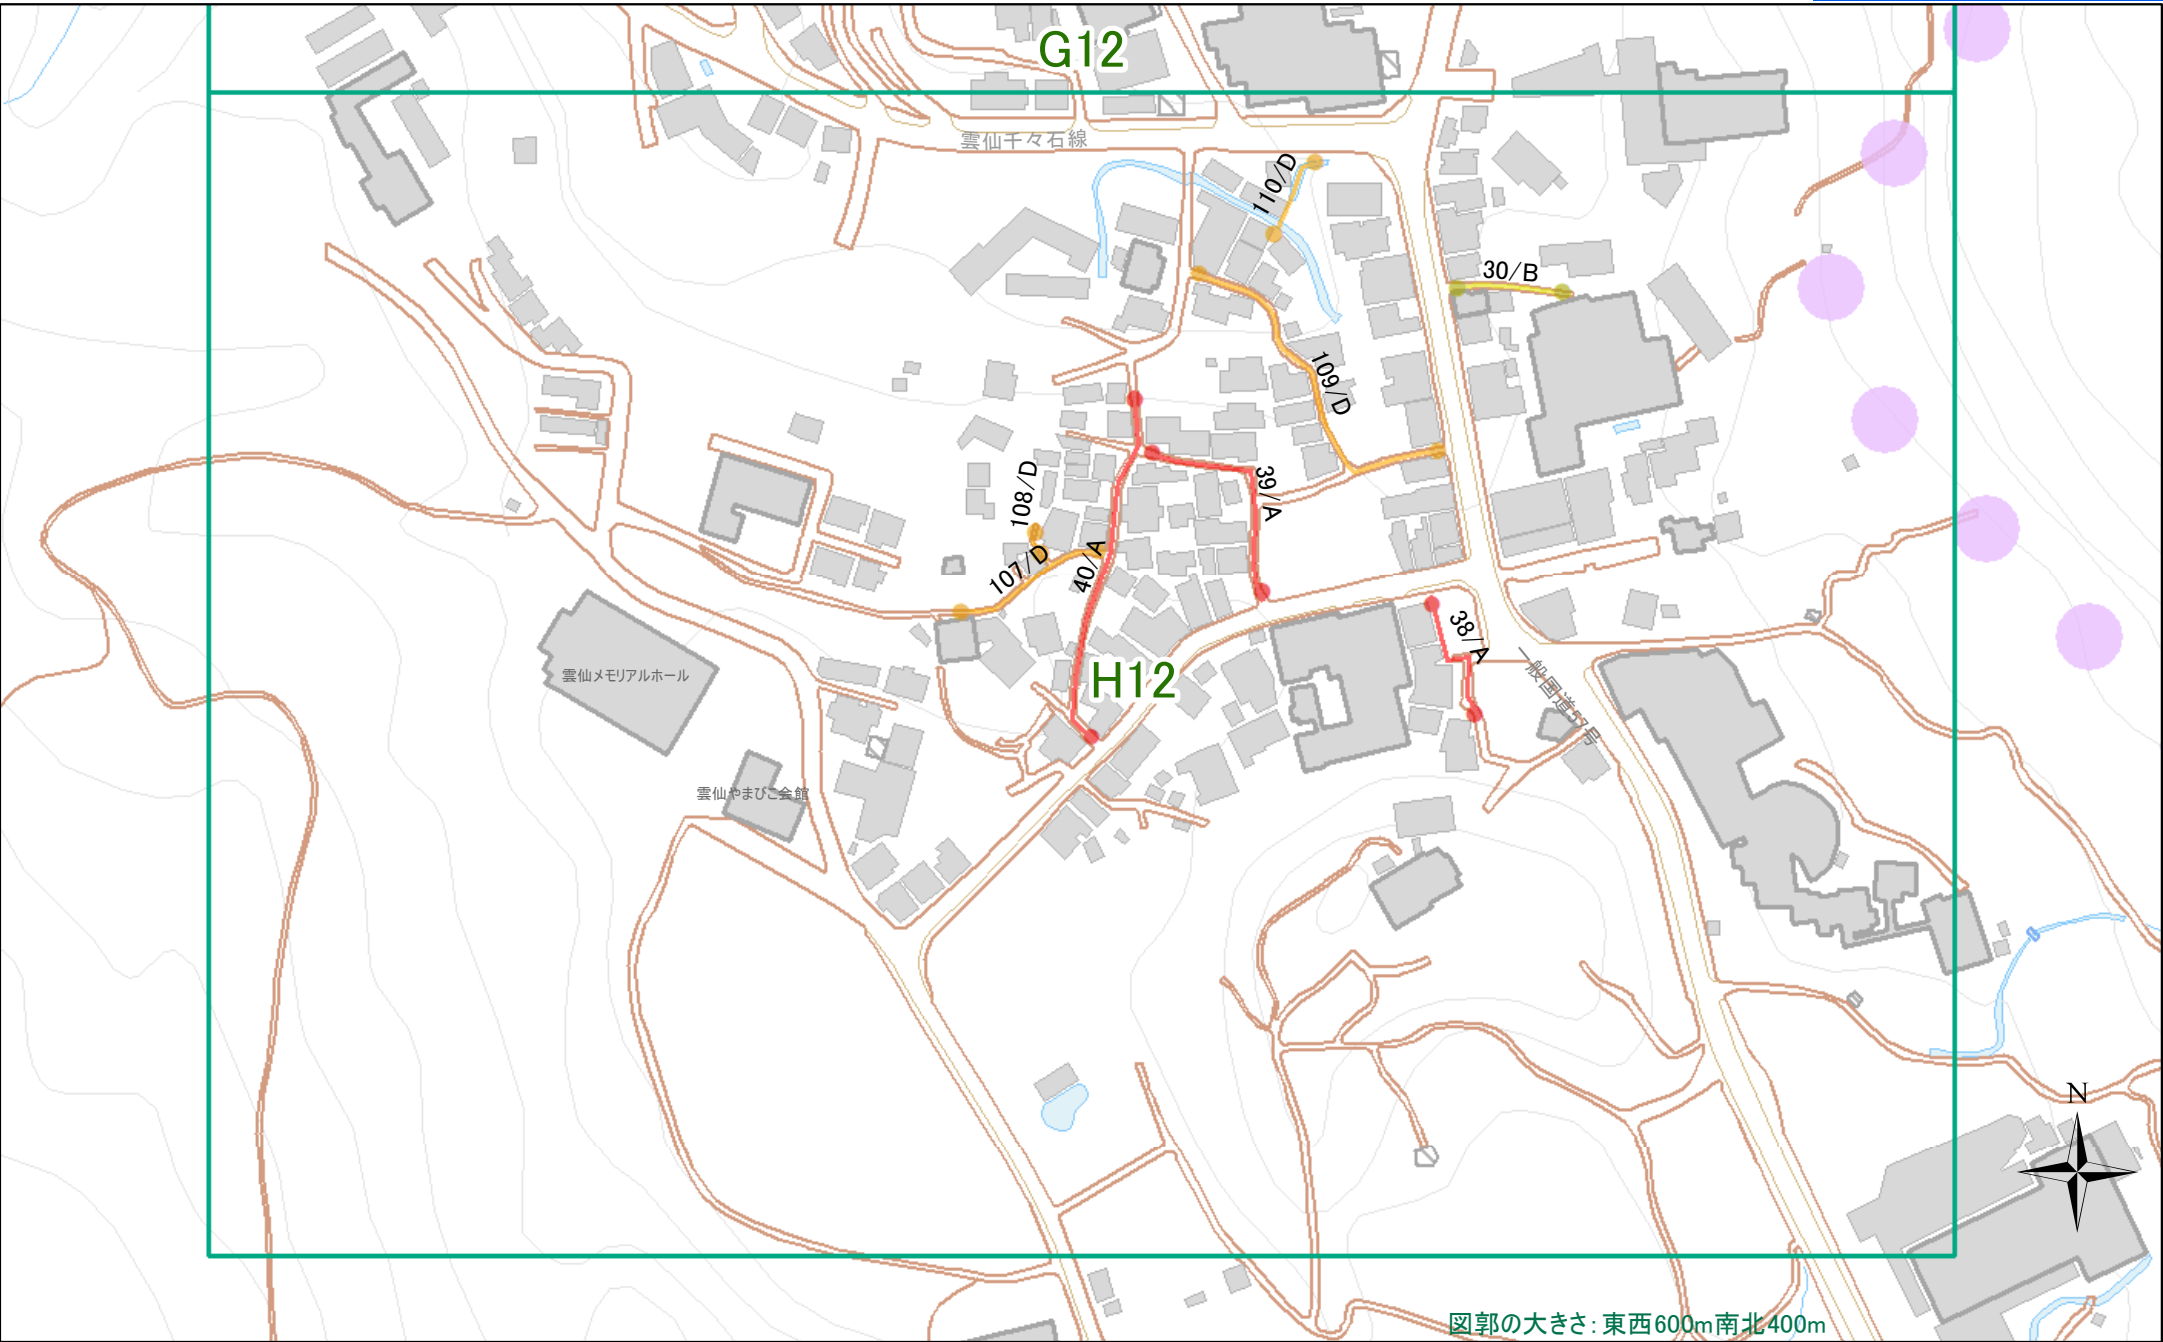 G12
雲仙千々石線
110/D
30/B
109/D
108/D
39/A
107/D
40/A
38/A
H12
一般国道57号
雲仙メモリアルホール
雲仙やまびこ会館
N
図郭の大きさ：東西600m南北400m